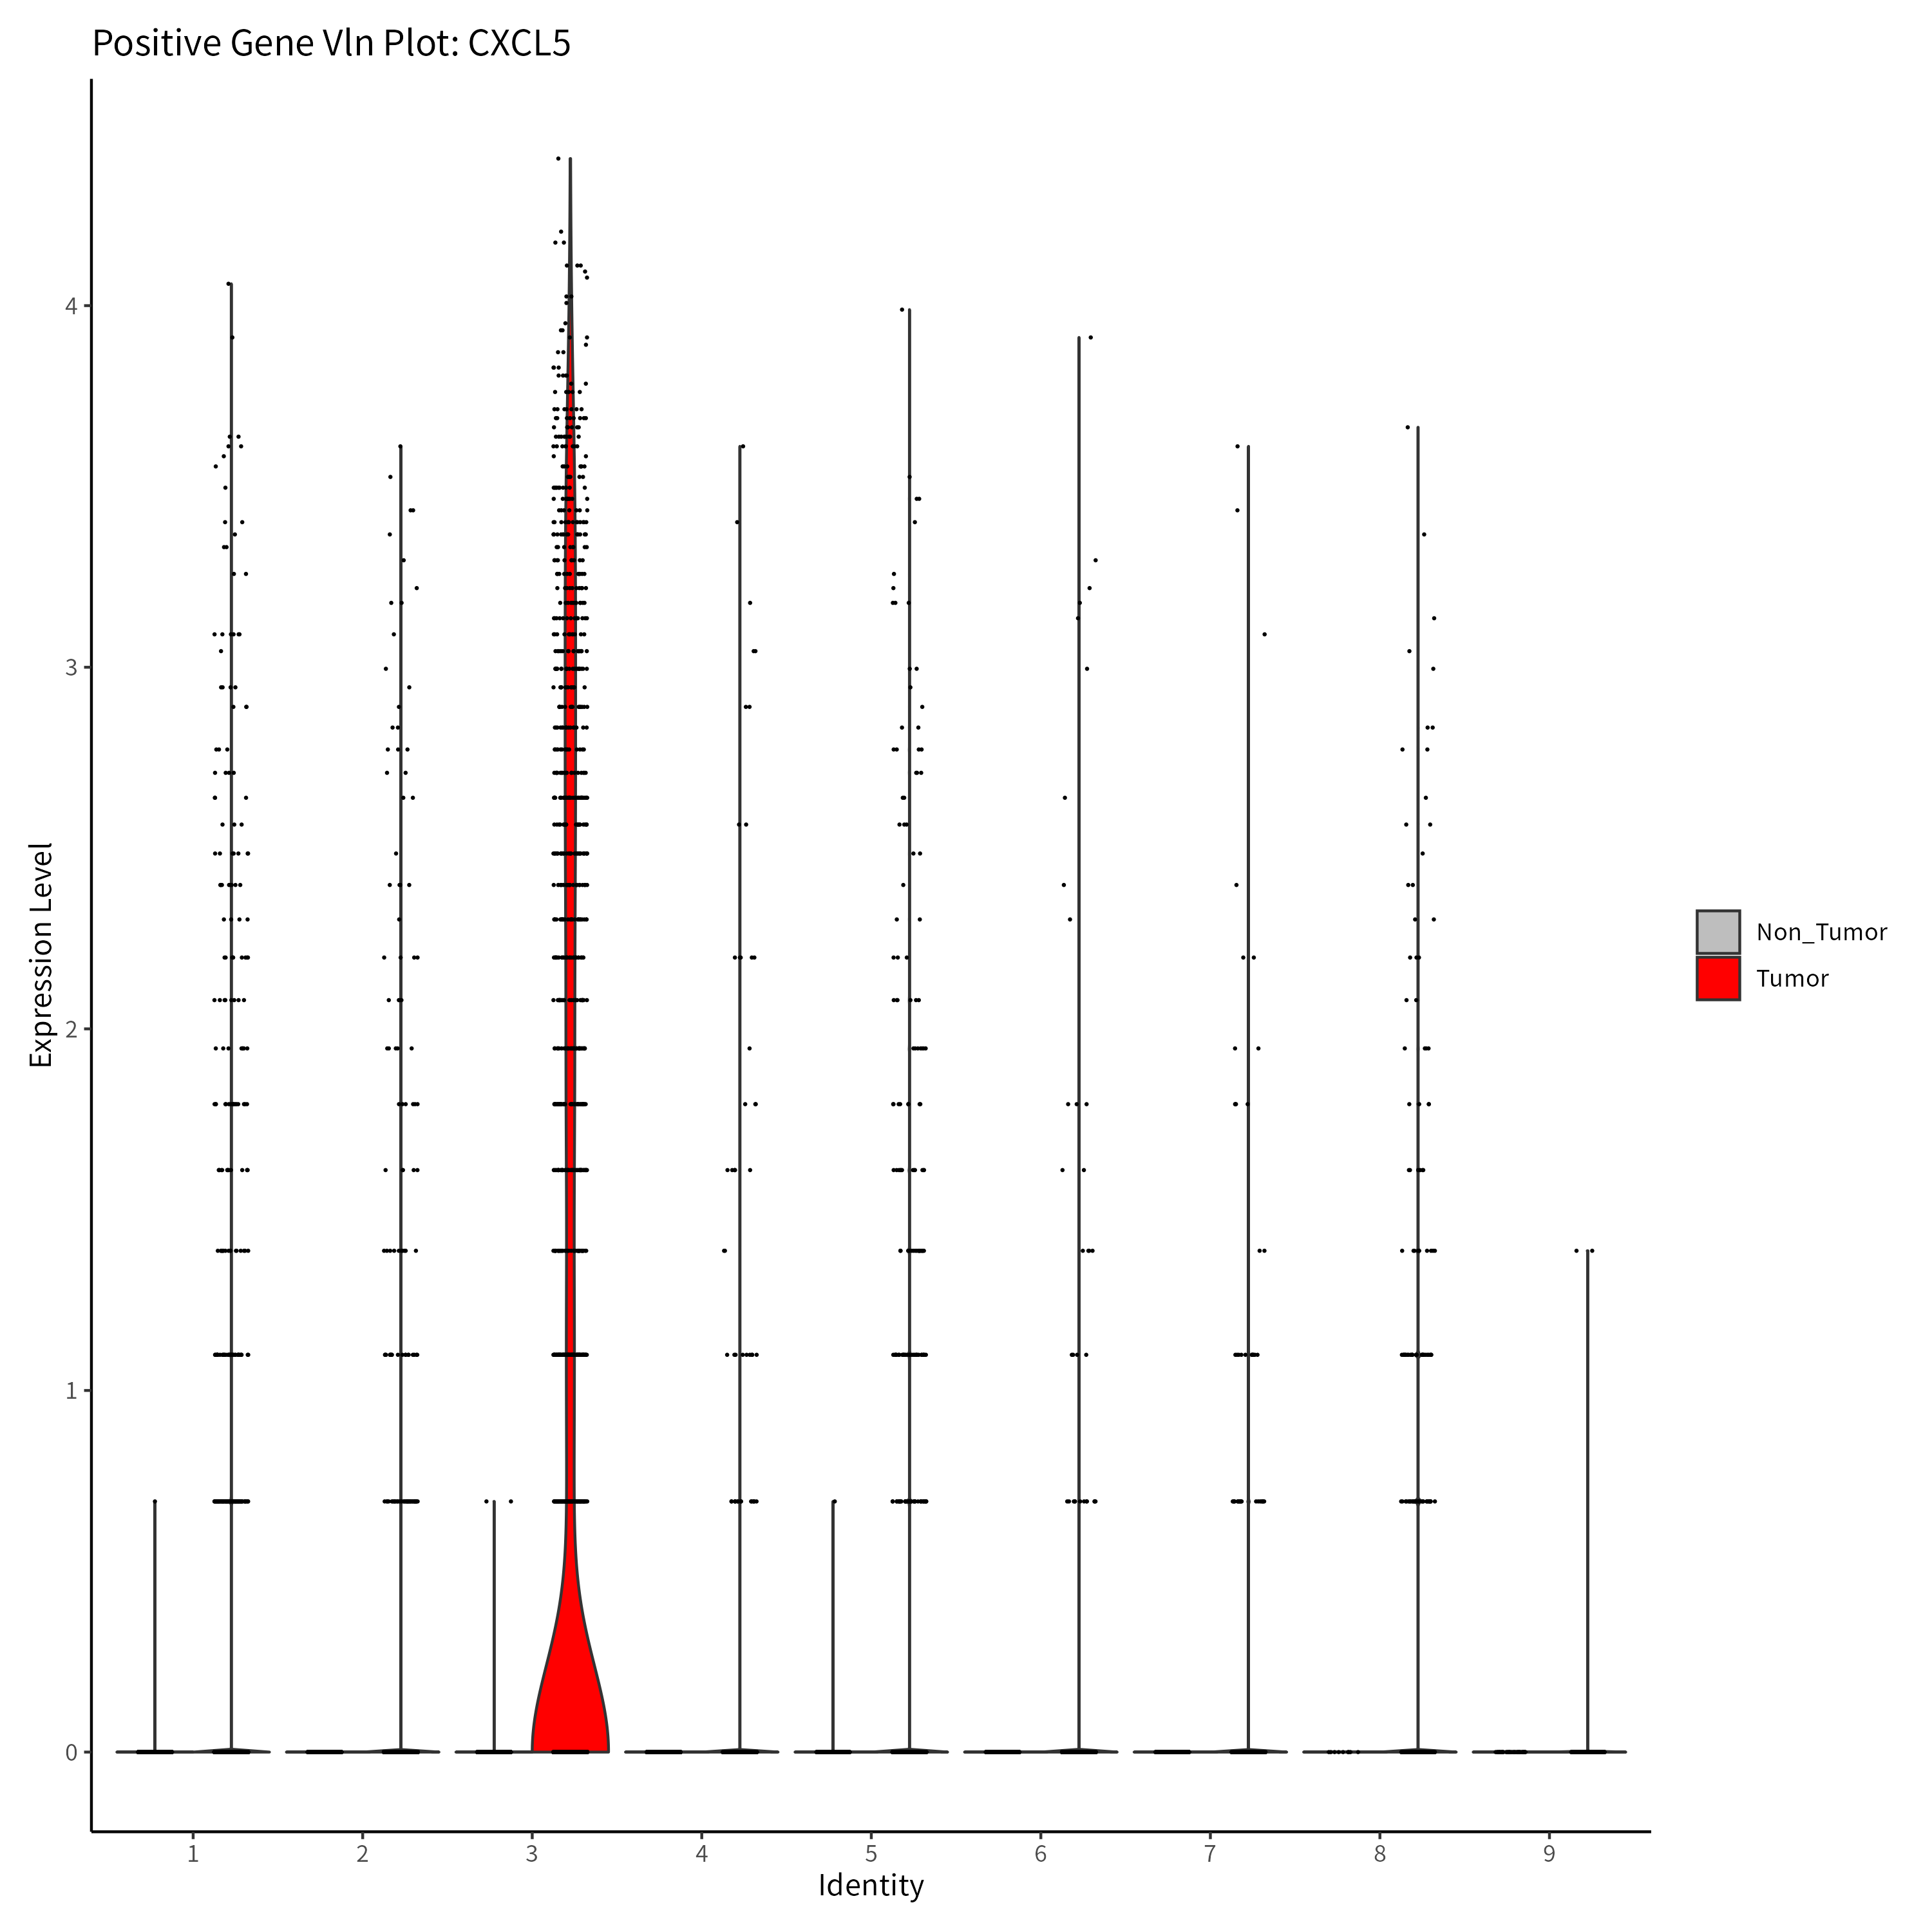 Positive Gene Vln Plot: CXCL5
4
3
2
1
0
Expression Level
1 2 3 4 5 6 7 8 9
Identity
Non_Tumor
Tumor